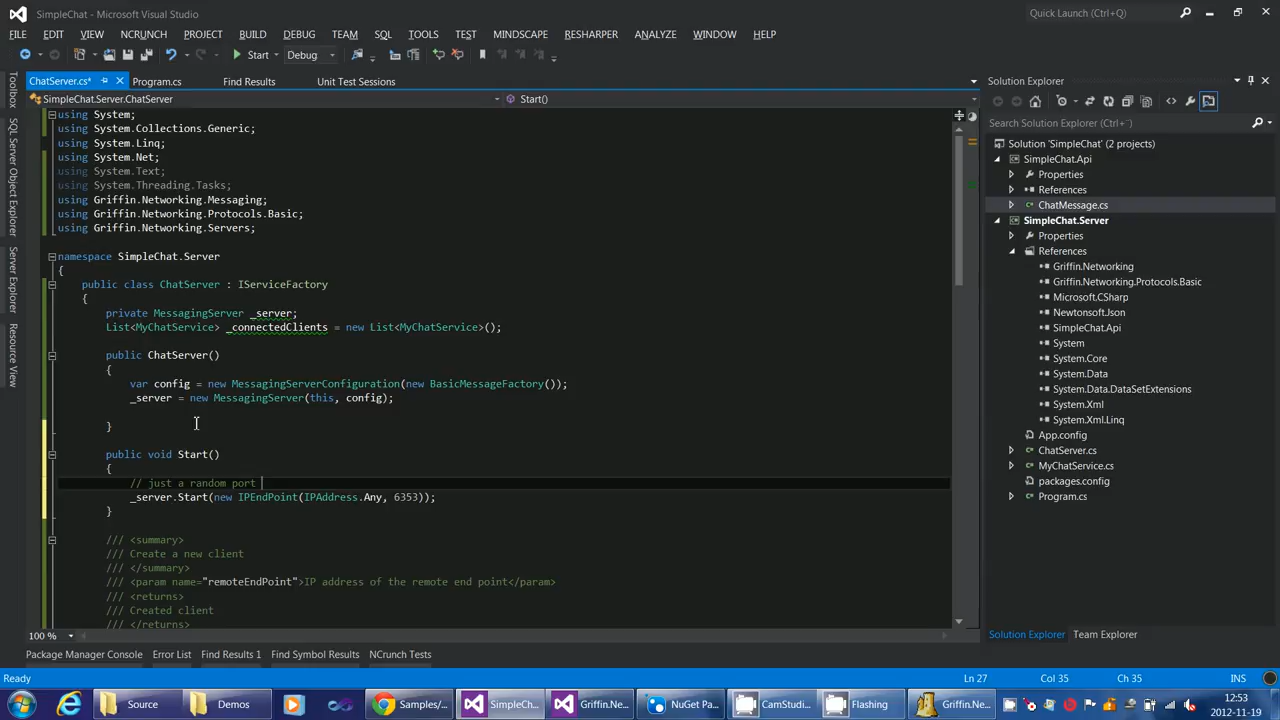 SimpleChat - Microsoft Visual Studio
Quick Launch (Ctrl+Q)
FILE EDIT VIEW NCRUNCH PROJECT BUILD DEBUG TEAM SQL TOOLS TEST MINDSCAPE RESHARPER ANALYZE WINDOW HELP
Start Debug
ChatServer.cs* Program.cs Find Results Unit Test Sessions
SimpleChat.Server.ChatServer Start()
using System;
using System.Collections.Generic;
using System.Linq;
using System.Net;
using System.Text;
using System.Threading.Tasks;
using Griffin.Networking.Messaging;
using Griffin.Networking.Protocols.Basic;
using Griffin.Networking.Servers;
namespace SimpleChat.Server
{
public class ChatServer : IServiceFactory
{
private MessagingServer _server;
List<MyChatService> _connectedClients = new List<MyChatService>();
public ChatServer()
{
var config = new MessagingServerConfiguration(new BasicMessageFactory());
_server = new MessagingServer(this, config);
}
public void Start()
{
// just a random port
_server.Start(new IPEndPoint(IPAddress.Any, 6353));
}
/// <summary>
/// Create a new client
/// </summary>
/// <param name="remoteEndPoint">IP address of the remote end point</param>
/// <returns>
/// Created client
/// </returns>
100 %
Toolbox
SQL Server Object Explorer
Server Explorer
Resource View
Solution Explorer
Search Solution Explorer (Ctrl+¨)
Solution 'SimpleChat' (2 projects)
SimpleChat.Api
Properties
References
ChatMessage.cs
SimpleChat.Server
Properties
References
Griffin.Networking
Griffin.Networking.Protocols.Basic
Microsoft.CSharp
Newtonsoft.Json
SimpleChat.Api
System
System.Core
System.Data
System.Data.DataSetExtensions
System.Xml
System.Xml.Linq
App.config
ChatServer.cs
MyChatService.cs
packages.config
Program.cs
Solution Explorer Team Explorer
Package Manager Console Error List Find Results 1 Find Symbol Results NCrunch Tests
Ready Ln 27 Col 35 Ch 35 INS
Source Demos Samples/... SimpleCh... Griffin.Ne... NuGet Pa... CamStudi... Flashing Griffin.Ne...
12:53
2012-11-19